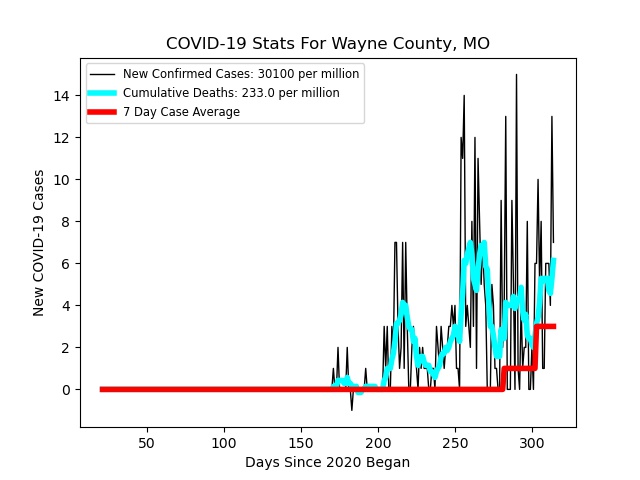 COVID-19 Stats For Wayne County, MO
New Confirmed Cases: 30100 per million
Cumulative Deaths: 233.0 per million
7 Day Case Average
14
12
10
8
6
4
2
0
New COVID-19 Cases
50 100 150 200 250 300
Days Since 2020 Began